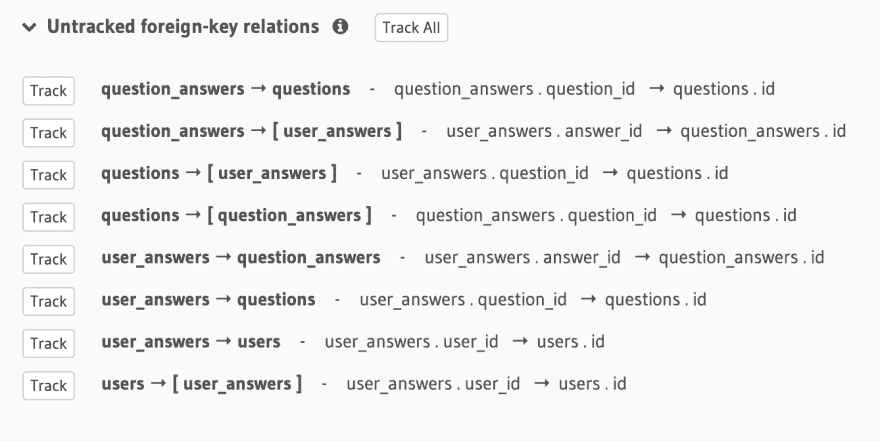 Untracked foreign-key relations Track All
Track question_answers → questions - question_answers . question_id → questions . id
Track question_answers → [ user_answers ] - user_answers . answer_id → question_answers . id
Track questions → [ user_answers ] - user_answers . question_id → questions . id
Track questions → [ question_answers ] - question_answers . question_id → questions . id
Track user_answers → question_answers - user_answers . answer_id → question_answers . id
Track user_answers → questions - user_answers . question_id → questions . id
Track user_answers → users - user_answers . user_id → users . id
Track users → [ user_answers ] - user_answers . user_id → users . id